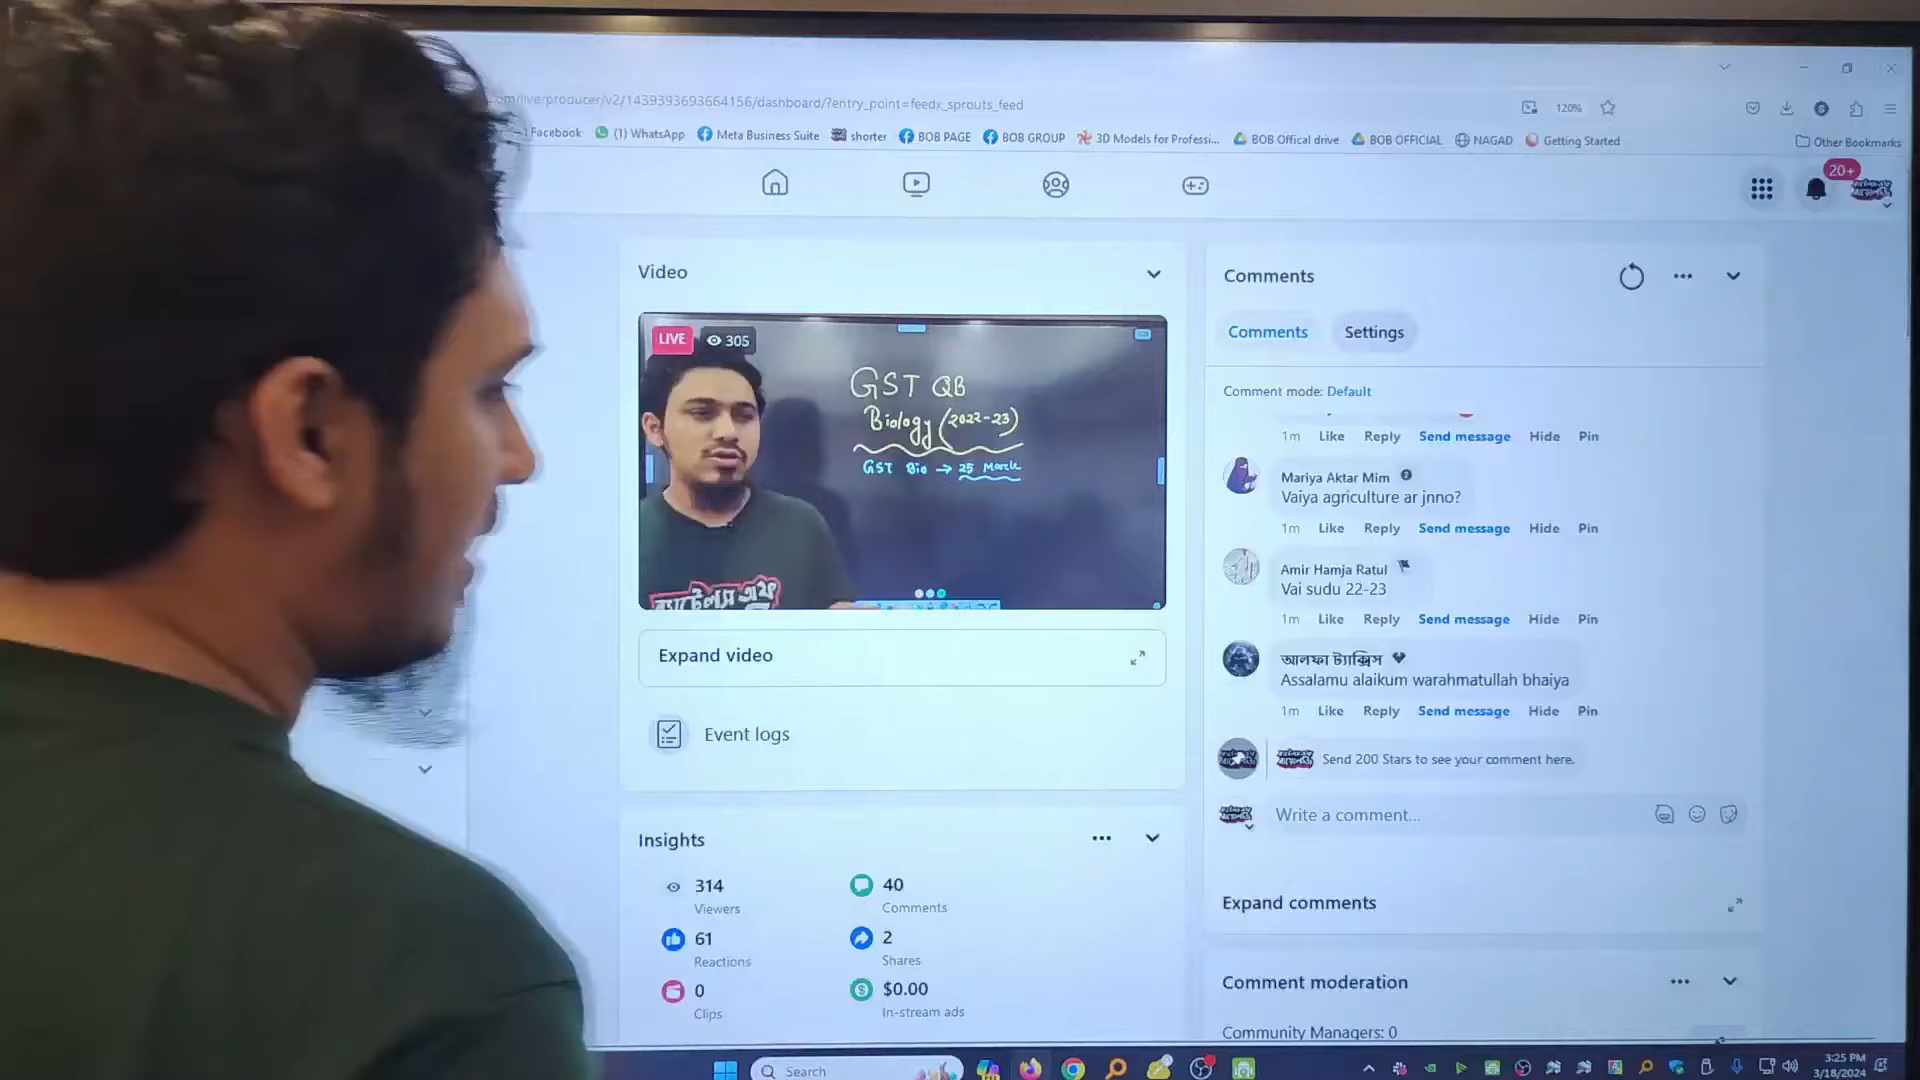 om/live/producer/v2/1439393693664156/dashboard/?entry_point=feedx_sprouts_feed
120%
Facebook
(1) WhatsApp
Meta Business Suite
shorter
BOB PAGE
BOB GROUP
3D Models for Professi...
BOB Offical drive
BOB OFFICIAL
NAGAD
Getting Started
Other Bookmarks
20+
Video
LIVE
305
GST QB
Biology (2022-23)
GST Bio → 25 March
Expand video
Event logs
Insights
314
Viewers
40
Comments
61
Reactions
2
Shares
0
Clips
$0.00
In-stream ads
Comments
Comments
Settings
Comment mode: Default
1m Like Reply Send message Hide Pin
Mariya Aktar Mim
Vaiya agriculture ar jnno?
1m Like Reply Send message Hide Pin
Amir Hamja Ratul
Vai sudu 22-23
1m Like Reply Send message Hide Pin
আলফা ট্যাক্সিস
Assalamu alaikum warahmatullah bhaiya
1m Like Reply Send message Hide Pin
Send 200 Stars to see your comment here.
Write a comment...
Expand comments
Comment moderation
Community Managers: 0
Search
3:25 PM
3/18/2024